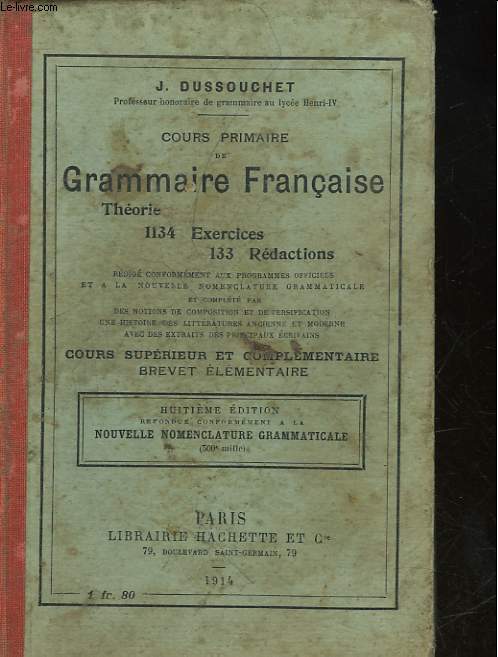 Le-livre.com
J. DUSSOUCHET
Professeur honoraire de grammaire au lycée Henri-IV
COURS PRIMAIRE
DE
Grammaire Française
Théorie
1134 Exercices
133 Rédactions
RÉDIGÉ CONFORMÉMENT AUX PROGRAMMES OFFICIELS
ET A LA NOUVELLE NOMENCLATURE GRAMMATICALE
ET COMPLÉTÉ PAR
DES NOTIONS DE COMPOSITION ET DE VERSIFICATION
UNE HISTOIRE DES LITTÉRATURES ANCIENNE ET MODERNE
AVEC DES EXTRAITS DES PRINCIPAUX ÉCRIVAINS
COURS SUPÉRIEUR ET COMPLÉMENTAIRE
BREVET ÉLÉMENTAIRE
HUITIÈME ÉDITION
REFONDUE CONFORMÉMENT A LA
NOUVELLE NOMENCLATURE GRAMMATICALE
(500e mille)
PARIS
LIBRAIRIE HACHETTE ET Cie
79, BOULEVARD SAINT-GERMAIN, 79
1914
1 fr. 80